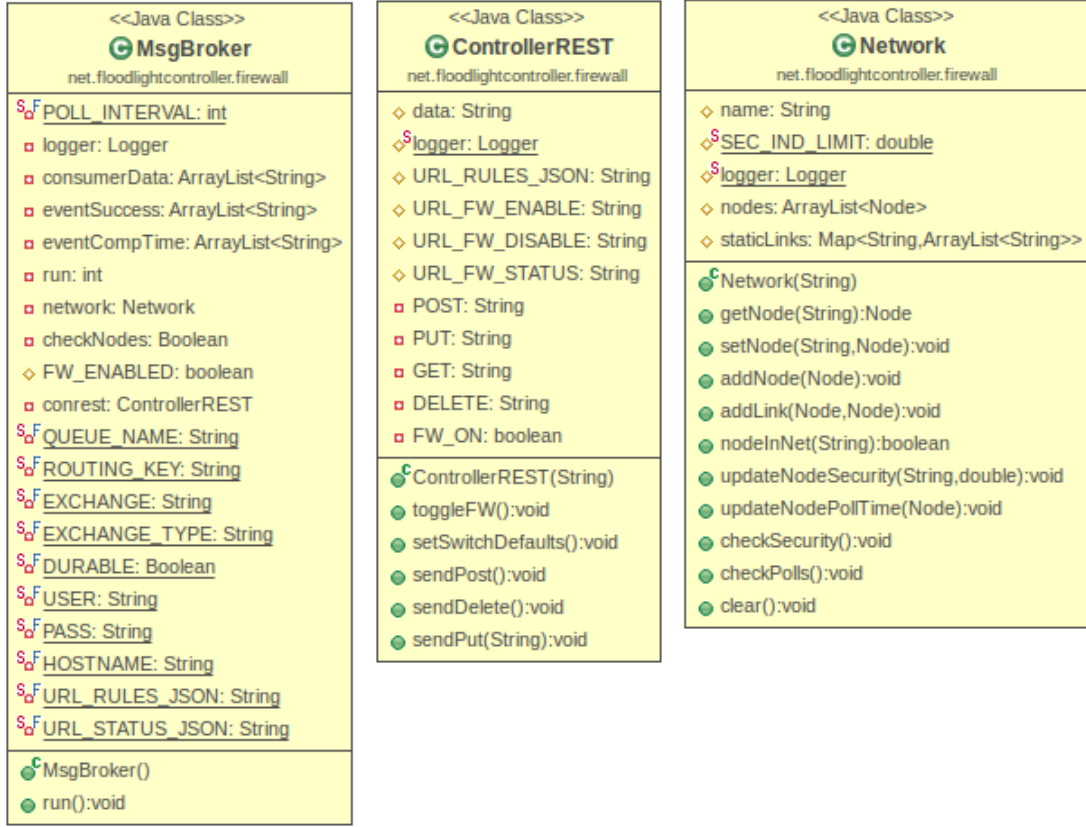 <<Java Class>>
MsgBroker
net.floodlightcontroller.firewall
POLL_INTERVAL: int
logger: Logger
consumerData: ArrayList<String>
eventSuccess: ArrayList<String>
eventCompTime: ArrayList<String>
run: int
network: Network
checkNodes: Boolean
FW_ENABLED: boolean
conrest: ControllerREST
QUEUE_NAME: String
ROUTING_KEY: String
EXCHANGE: String
EXCHANGE_TYPE: String
DURABLE: Boolean
USER: String
PASS: String
HOSTNAME: String
URL_RULES_JSON: String
URL_STATUS_JSON: String
MsgBroker()
run():void
<<Java Class>>
ControllerREST
net.floodlightcontroller.firewall
data: String
logger: Logger
URL_RULES_JSON: String
URL_FW_ENABLE: String
URL_FW_DISABLE: String
URL_FW_STATUS: String
POST: String
PUT: String
GET: String
DELETE: String
FW_ON: boolean
ControllerREST(String)
toggleFW():void
setSwitchDefaults():void
sendPost():void
sendDelete():void
sendPut(String):void
<<Java Class>>
Network
net.floodlightcontroller.firewall
name: String
SEC_IND_LIMIT: double
logger: Logger
nodes: ArrayList<Node>
staticLinks: Map<String,ArrayList<String>>
Network(String)
getNode(String):Node
setNode(String,Node):void
addNode(Node):void
addLink(Node,Node):void
nodeInNet(String):boolean
updateNodeSecurity(String,double):void
updateNodePollTime(Node):void
checkSecurity():void
checkPolls():void
clear():void